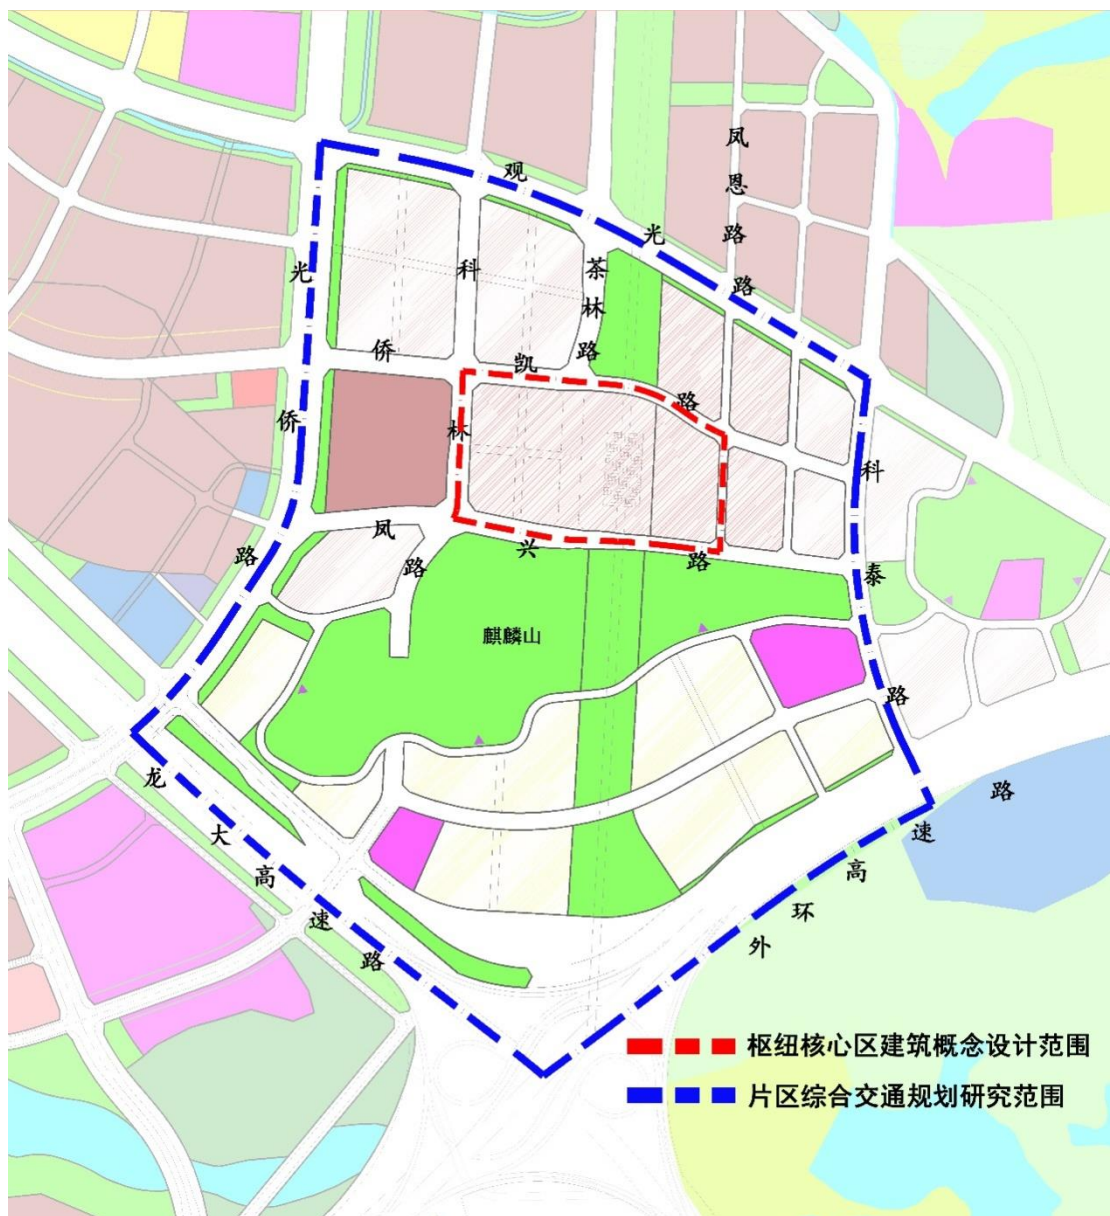 观光路
凤恩路
光侨路
科林路
茶林路
侨凯路
凤兴路
科泰路
麒麟山
龙大高速路
外环高速路
枢纽核心区建筑概念设计范围
片区综合交通规划研究范围